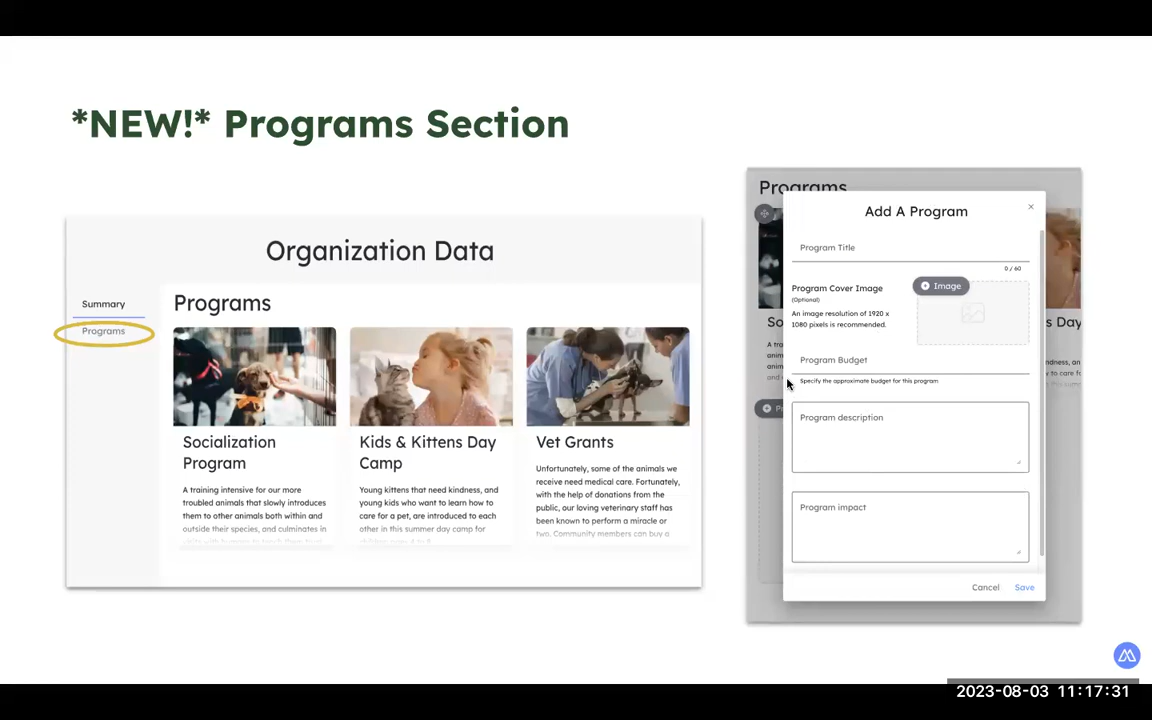 *NEW!* Programs Section
Organization Data
Summary
Programs
Programs
Socialization
Program
A training intensive for our more
troubled animals that slowly introduces
them to other animals both within and
outside their species, and culminates in
Kids & Kittens Day
Camp
Young kittens that need kindness, and
young kids who want to learn how to
care for a pet, are introduced to each
other in this summer day camp for
Vet Grants
Unfortunately, some of the animals we
receive need medical care. Fortunately,
with the help of donations from the
public, our loving veterinary staff has
been known to perform a miracle or
two. Community members can buy a
Programs
Add A Program
×
Program Title
0 / 60
Program Cover Image
(Optional)
An image resolution of 1920 x
1080 pixels is recommended.
Image
Program Budget
Specify the approximate budget for this program
Program description
Program impact
Cancel
Save
2023-08-03 11:17:31